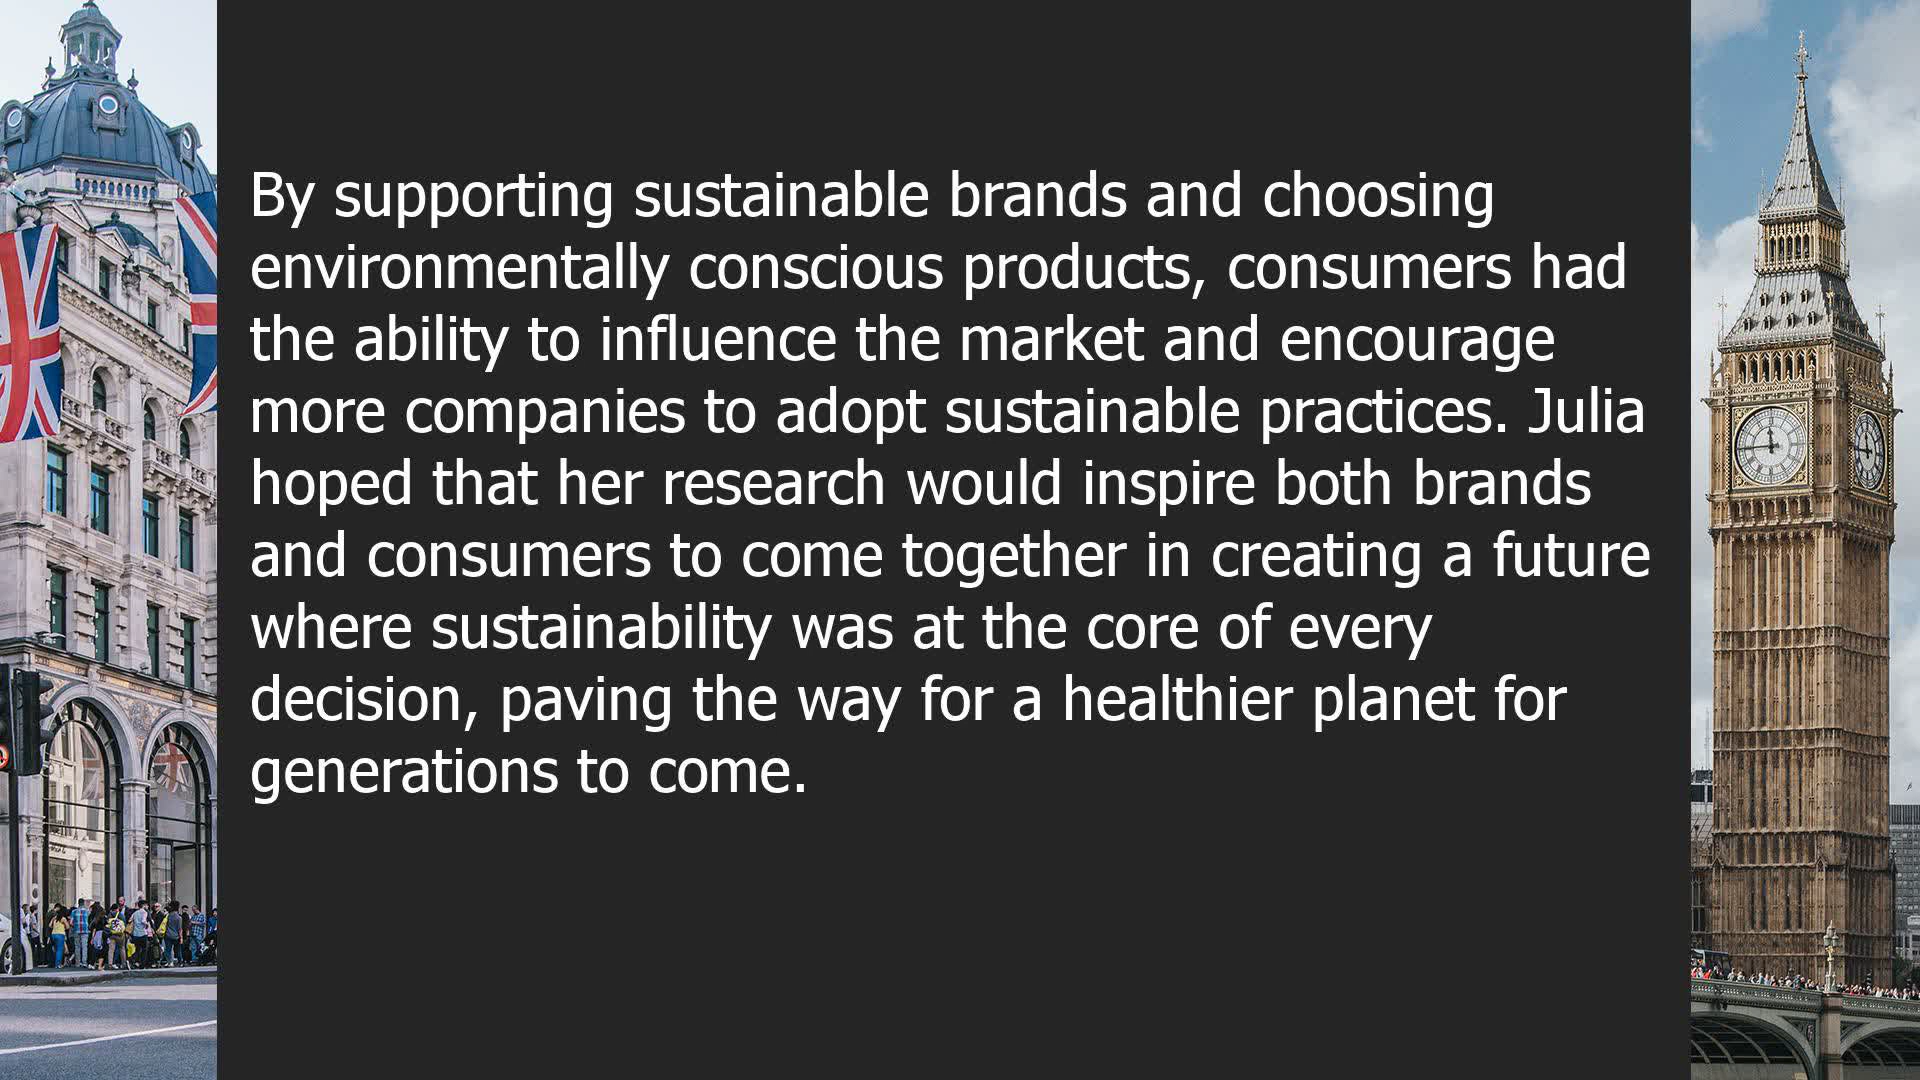 By supporting sustainable brands and choosing
environmentally conscious products, consumers had
the ability to influence the market and encourage
more companies to adopt sustainable practices. Julia
hoped that her research would inspire both brands
and consumers to come together in creating a future
where sustainability was at the core of every
decision, paving the way for a healthier planet for
generations to come.